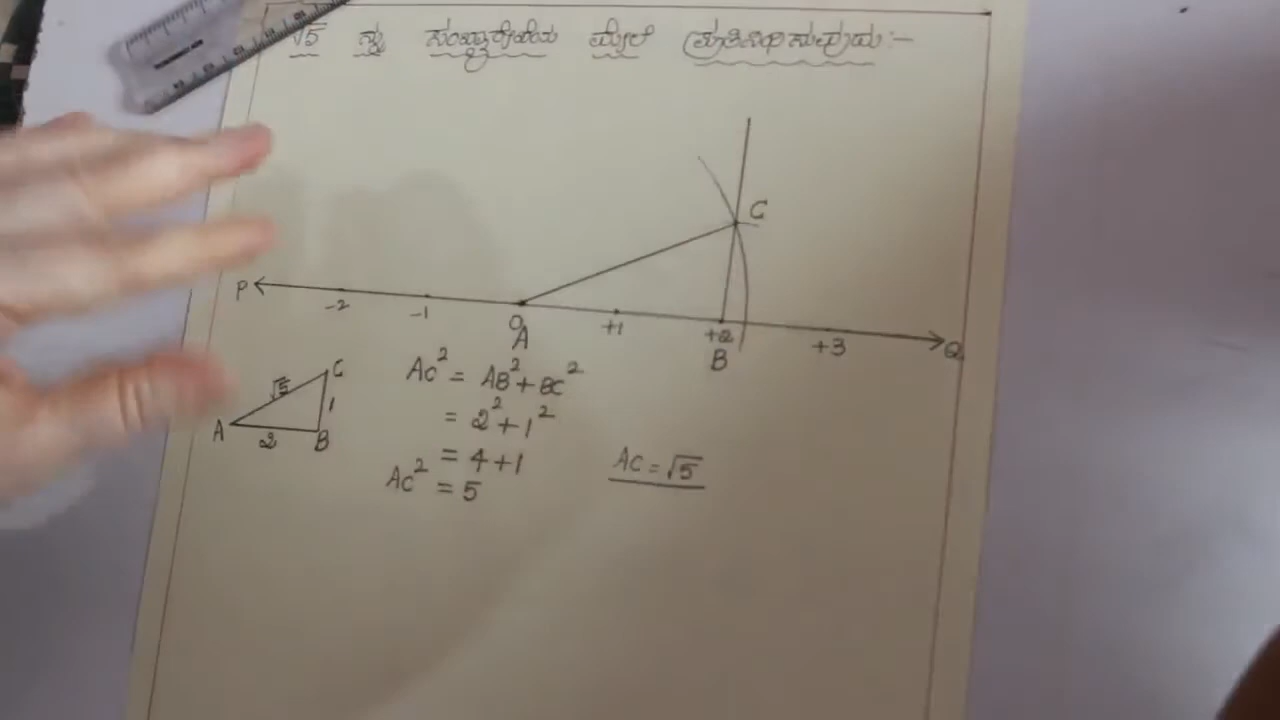 √5 ನ್ನು ಸಂಖ್ಯಾರೇಖೆಯ ಮೇಲೆ ಪ್ರತಿನಿಧಿಸುವುದು:-
C
P -2 -1 0 +1 +2 +3 Q
A B
AC² = AB² + BC²
= 2² + 1²
= 4 + 1
AC² = 5
AC = √5
C
√5 1
A 2 B